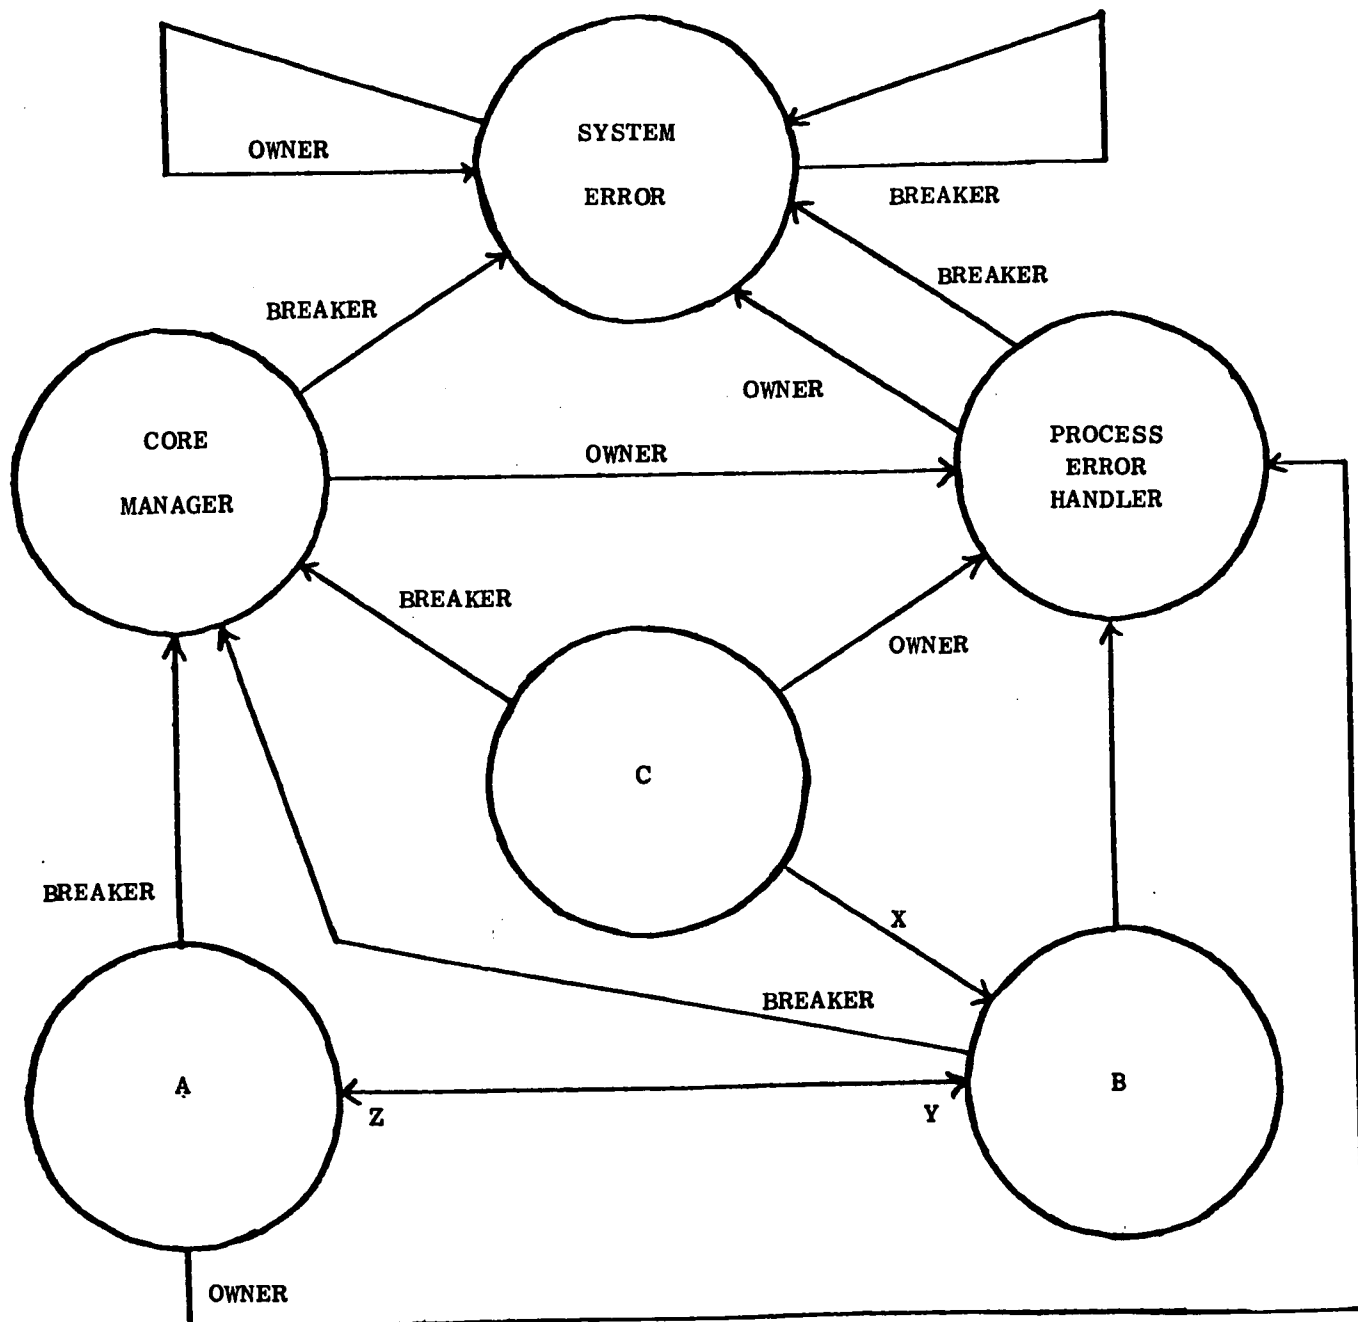 SYSTEM
ERROR
OWNER
BREAKER
BREAKER
BREAKER
OWNER
CORE
MANAGER
OWNER
PROCESS
ERROR
HANDLER
BREAKER
OWNER
C
BREAKER
X
BREAKER
A
B
Z
Y
OWNER